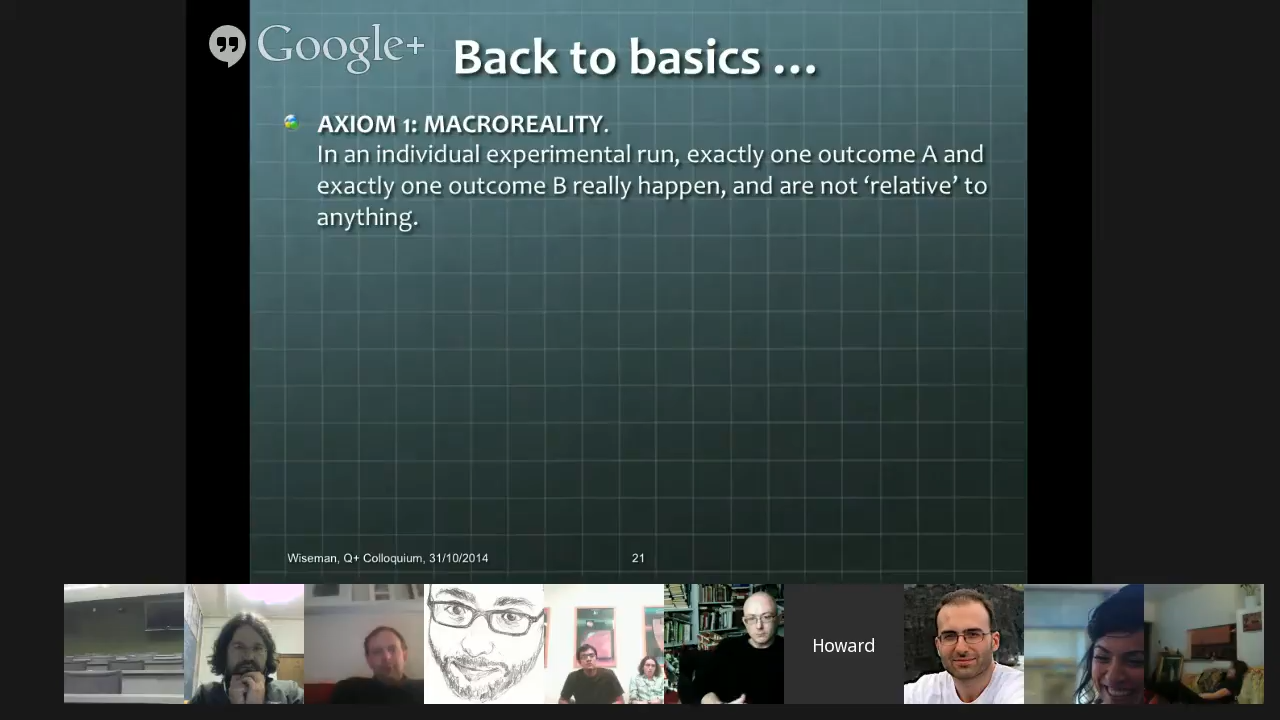 Google+
Back to basics ...
AXIOM 1: MACROREALITY.
In an individual experimental run, exactly one outcome A and
exactly one outcome B really happen, and are not ‘relative’ to
anything.
Wiseman, Q+ Colloquium, 31/10/2014
21
Howard